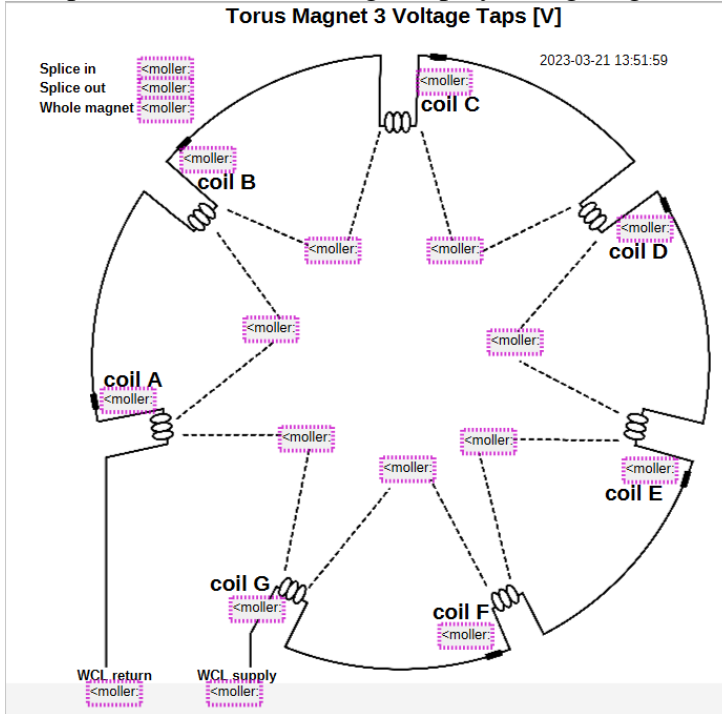 Torus Magnet 3 Voltage Taps [V]
2023-03-21 13:51:59
Splice in <moller:
Splice out <moller:
Whole magnet <moller:
<moller:
coil C
<moller:
coil B
<moller:
coil D
<moller:
<moller:
<moller:
<moller:
coil A
<moller:
<moller:
<moller:
<moller:
coil E
<moller:
coil G
<moller:
coil F
<moller:
WCL return
<moller:
WCL supply
<moller: